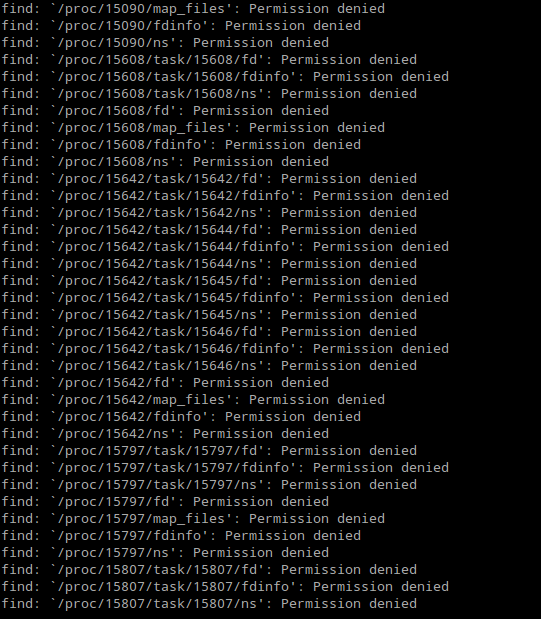 find: `/proc/15090/map_files': Permission denied
find: `/proc/15090/fdinfo': Permission denied
find: `/proc/15090/ns': Permission denied
find: `/proc/15608/task/15608/fd': Permission denied
find: `/proc/15608/task/15608/fdinfo': Permission denied
find: `/proc/15608/task/15608/ns': Permission denied
find: `/proc/15608/fd': Permission denied
find: `/proc/15608/map_files': Permission denied
find: `/proc/15608/fdinfo': Permission denied
find: `/proc/15608/ns': Permission denied
find: `/proc/15642/task/15642/fd': Permission denied
find: `/proc/15642/task/15642/fdinfo': Permission denied
find: `/proc/15642/task/15642/ns': Permission denied
find: `/proc/15642/task/15644/fd': Permission denied
find: `/proc/15642/task/15644/fdinfo': Permission denied
find: `/proc/15642/task/15644/ns': Permission denied
find: `/proc/15642/task/15645/fd': Permission denied
find: `/proc/15642/task/15645/fdinfo': Permission denied
find: `/proc/15642/task/15645/ns': Permission denied
find: `/proc/15642/task/15646/fd': Permission denied
find: `/proc/15642/task/15646/fdinfo': Permission denied
find: `/proc/15642/task/15646/ns': Permission denied
find: `/proc/15642/fd': Permission denied
find: `/proc/15642/map_files': Permission denied
find: `/proc/15642/fdinfo': Permission denied
find: `/proc/15642/ns': Permission denied
find: `/proc/15797/task/15797/fd': Permission denied
find: `/proc/15797/task/15797/fdinfo': Permission denied
find: `/proc/15797/task/15797/ns': Permission denied
find: `/proc/15797/fd': Permission denied
find: `/proc/15797/map_files': Permission denied
find: `/proc/15797/fdinfo': Permission denied
find: `/proc/15797/ns': Permission denied
find: `/proc/15807/task/15807/fd': Permission denied
find: `/proc/15807/task/15807/fdinfo': Permission denied
find: `/proc/15807/task/15807/ns': Permission denied